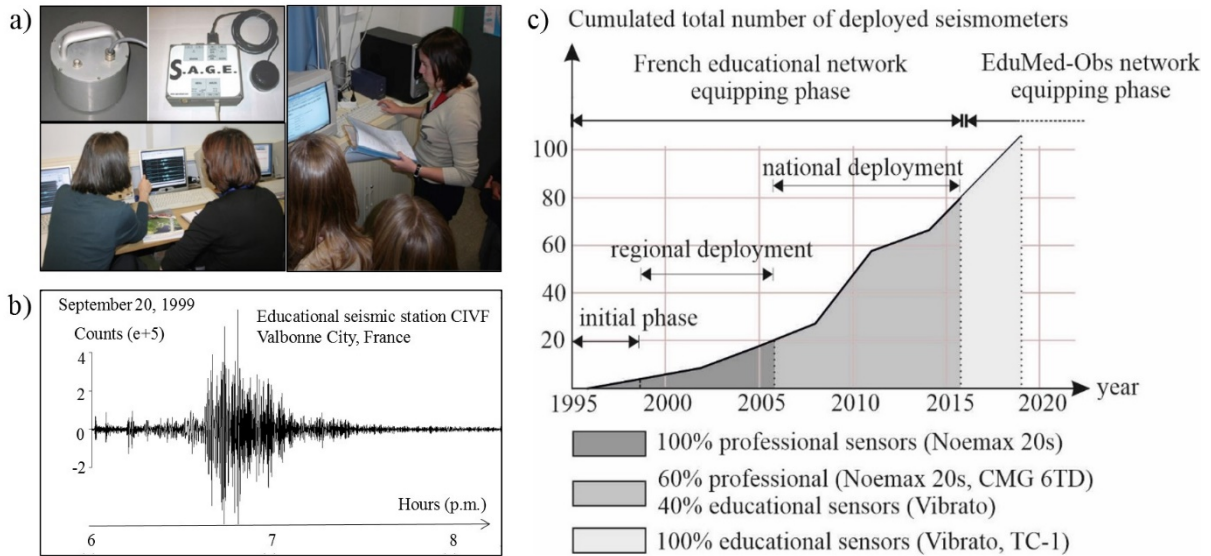 a)
S.A.G.E.
b)
September 20, 1999
Counts (e+5)
Educational seismic station CIVF
Valbonne City, France
4
2
0
-2
Hours (p.m.)
6
7
8
c)
Cumulated total number of deployed seismometers
French educational network
equipping phase
EduMed-Obs network
equipping phase
100
national deployment
80
60
regional deployment
40
initial phase
20
year
1995
2000
2005
2010
2015
2020
100% professional sensors (Noemax 20s)
60% professional (Noemax 20s, CMG 6TD)
40% educational sensors (Vibrato)
100% educational sensors (Vibrato, TC-1)